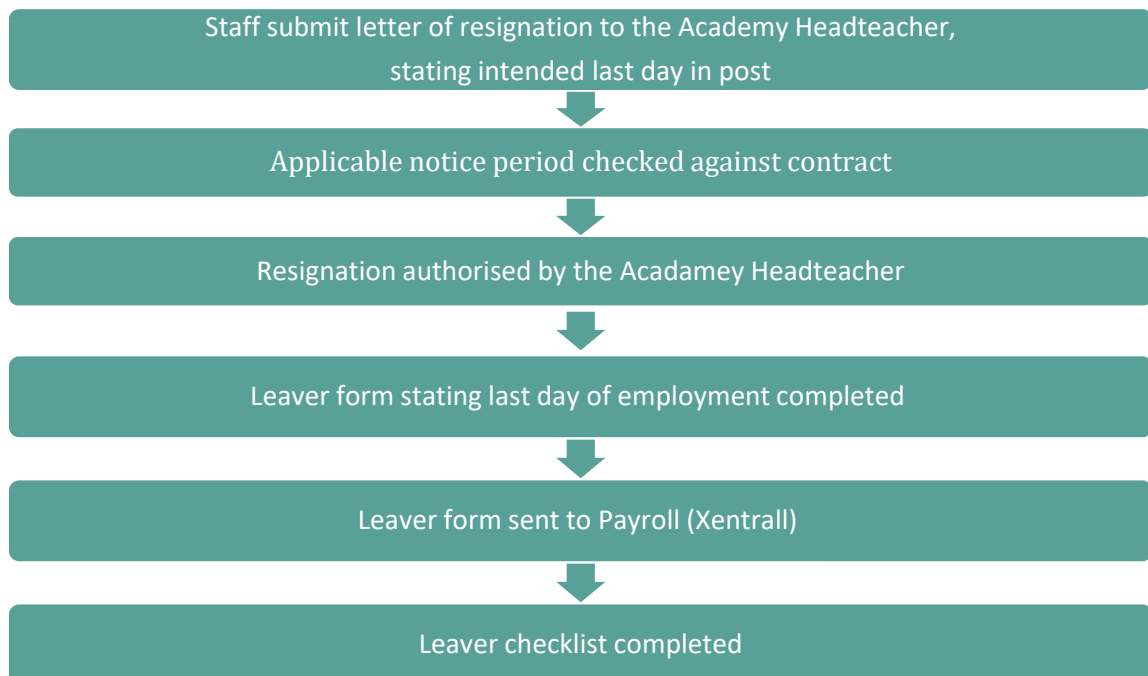 Staff submit letter of resignation to the Academy Headteacher,
stating intended last day in post
Applicable notice period checked against contract
Resignation authorised by the Acadamey Headteacher
Leaver form stating last day of employment completed
Leaver form sent to Payroll (Xentrall)
Leaver checklist completed